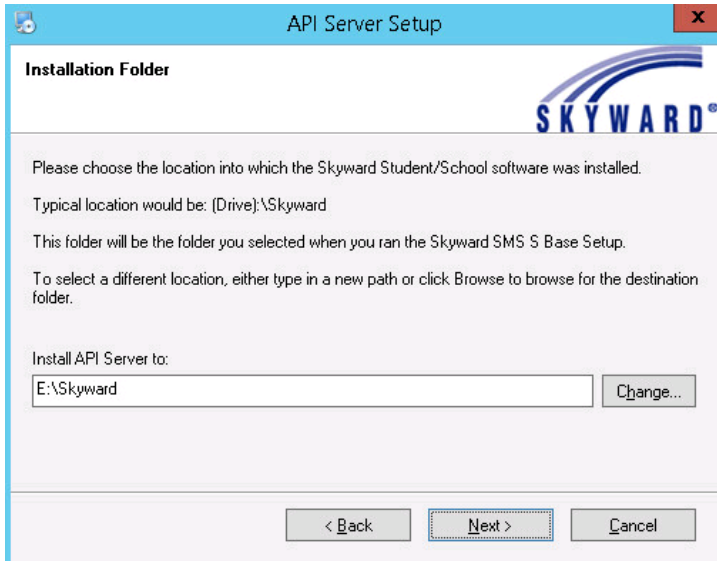 API Server Setup
x
Installation Folder
SKYWARD®
Please choose the location into which the Skyward Student/School software was installed.
Typical location would be: (Drive):\Skyward
This folder will be the folder you selected when you ran the Skyward SMS S Base Setup.
To select a different location, either type in a new path or click Browse to browse for the destination
folder.
Install API Server to:
E:\Skyward
Change...
< Back
Next >
Cancel